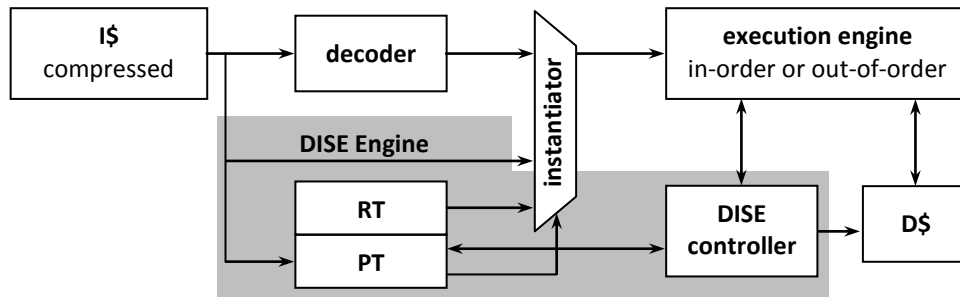 I$
compressed
decoder
instantiator
execution engine
in-order or out-of-order
DISE Engine
RT
PT
DISE
controller
D$